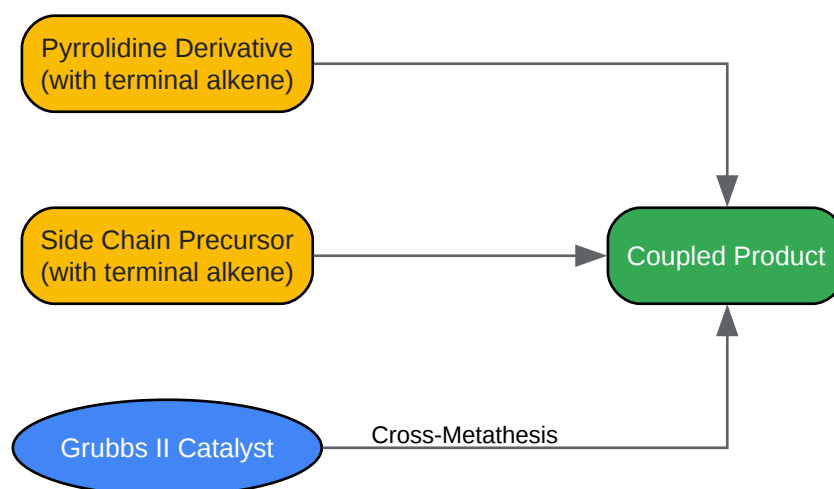 Pyrrolidine Derivative
(with terminal alkene)
Side Chain Precursor
(with terminal alkene)
Coupled Product
Grubbs II Catalyst
Cross-Metathesis